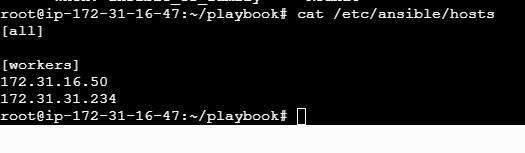 root@ip-172-31-16-47:~/playbook# cat /etc/ansible/hosts
[all]
[workers]
172.31.16.50
172.31.31.234
root@ip-172-31-16-47:~/playbook#